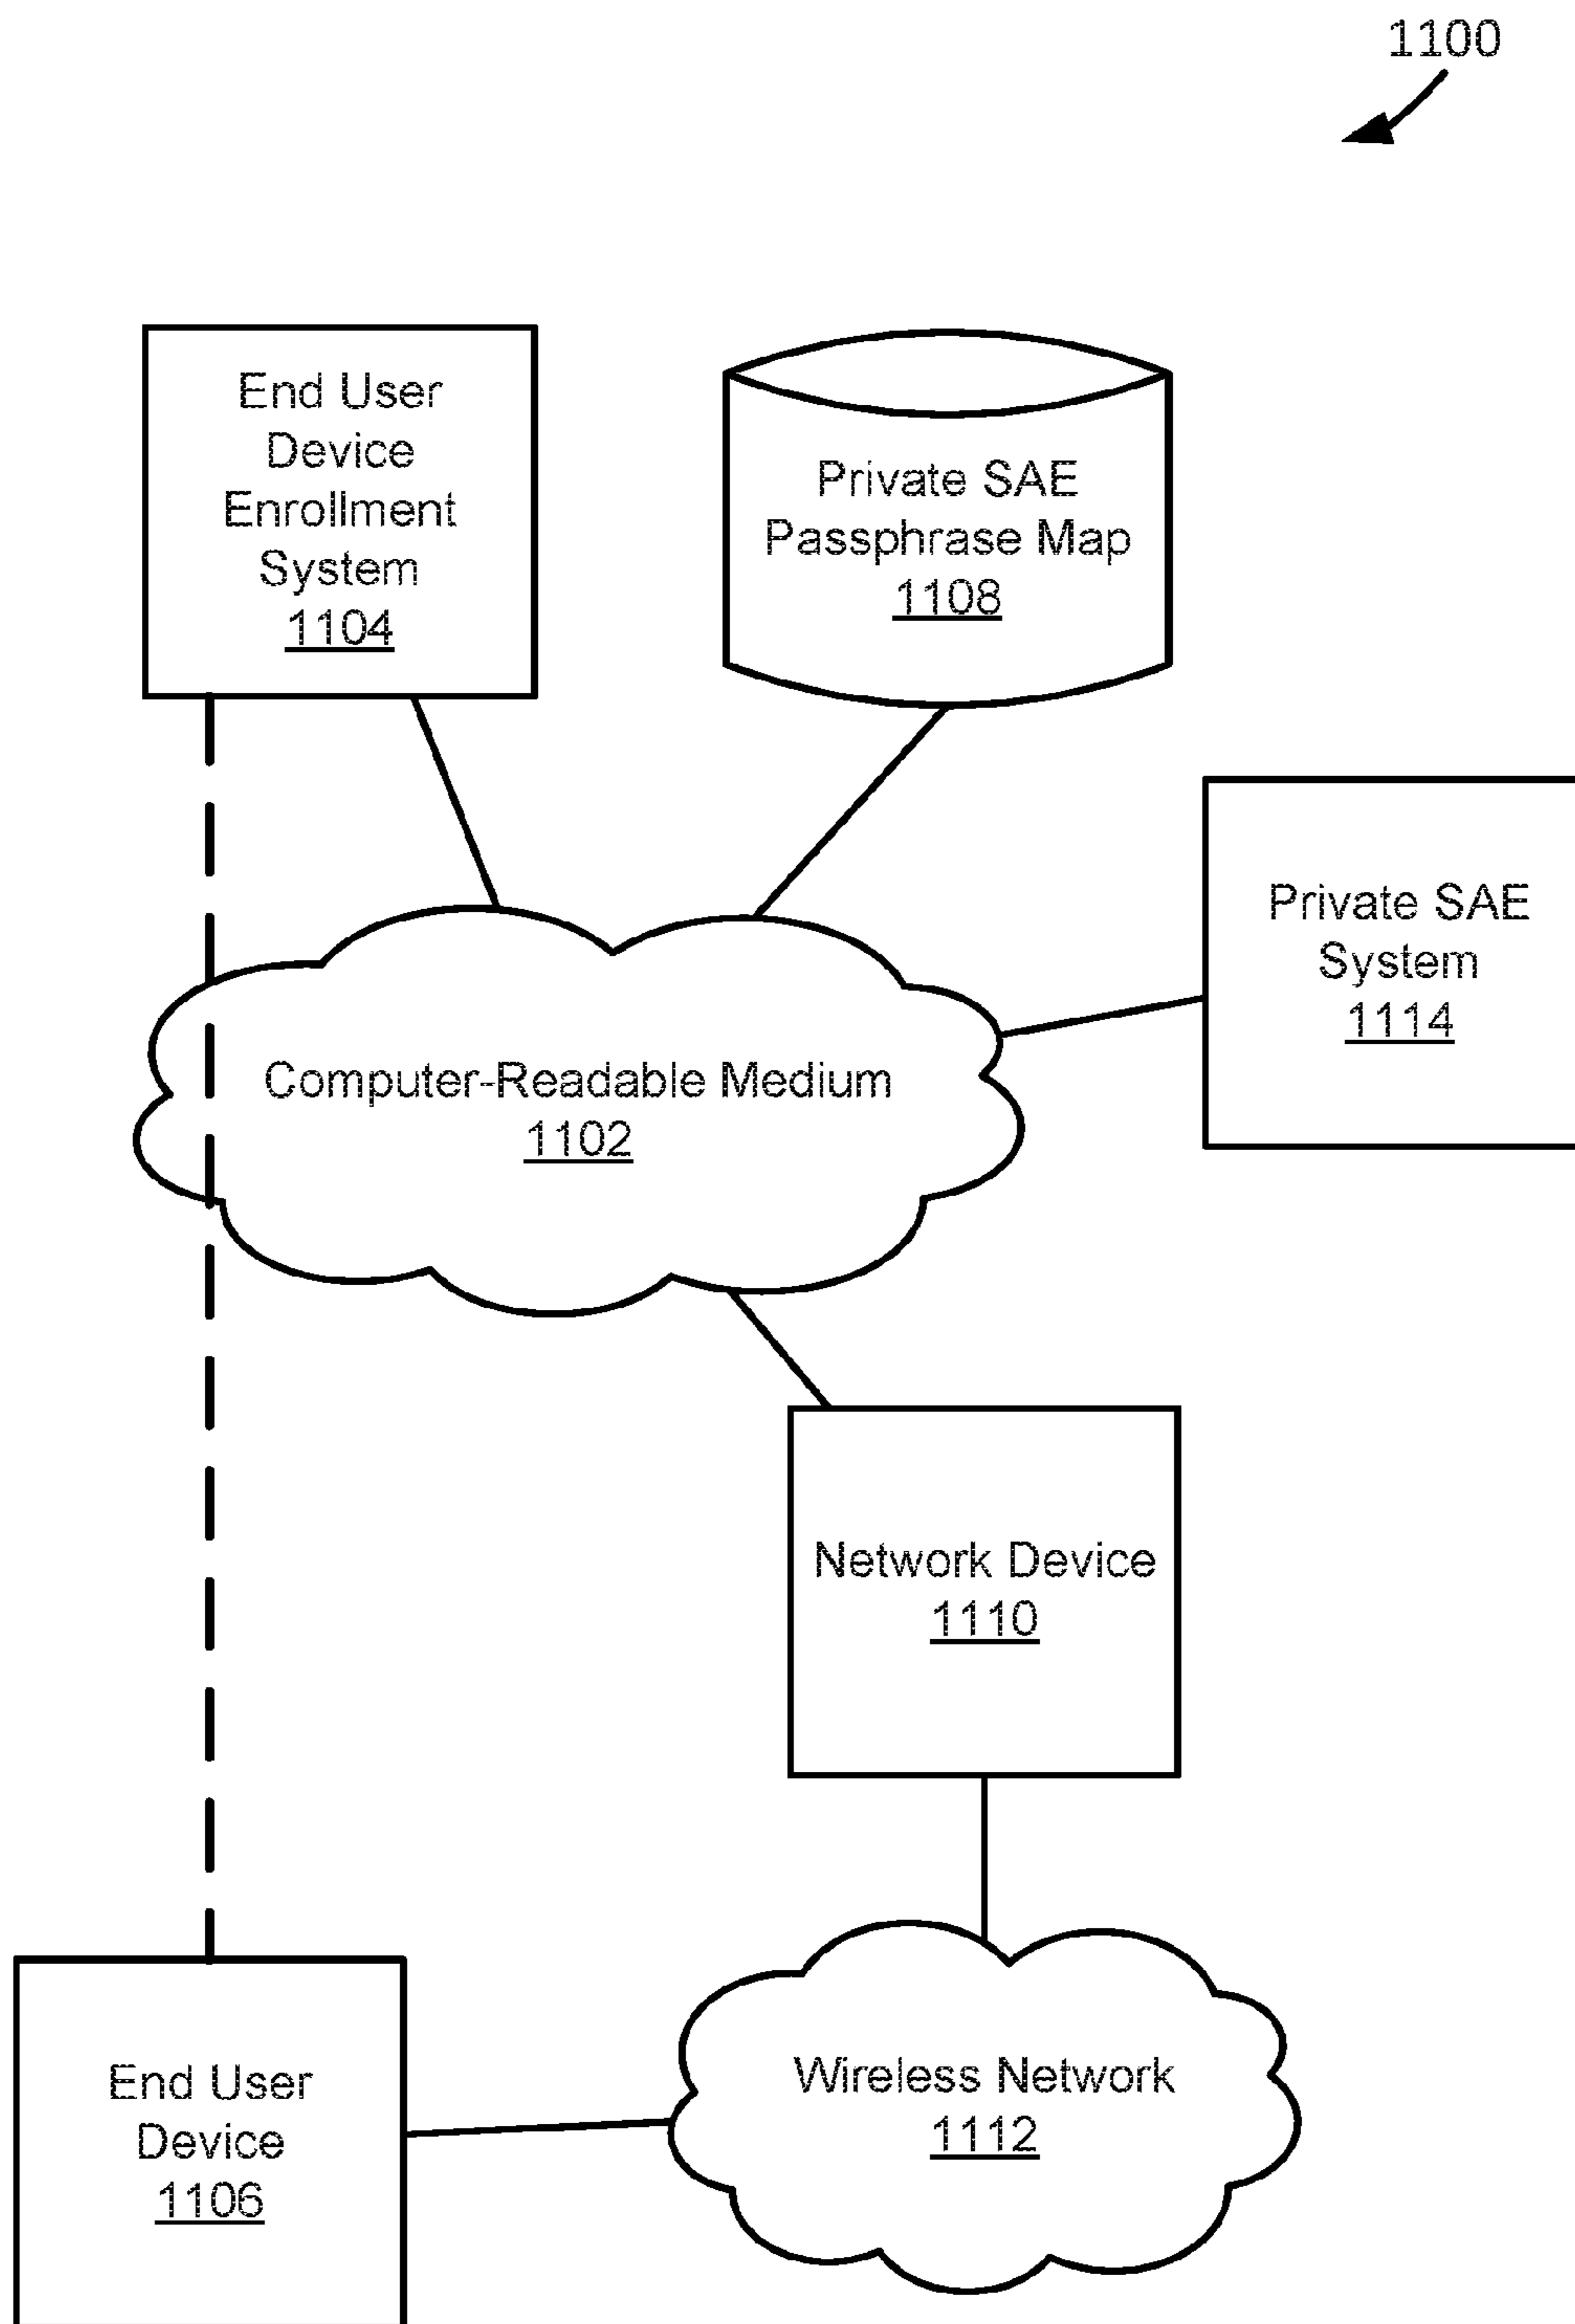 1100
End User
Device
Enrollment
System
1104
Private SAE
Passphrase Map
1108
Private SAE
System
1114
Computer-Readable Medium
1102
Network Device
1110
End User
Device
1106
Wireless Network
1112